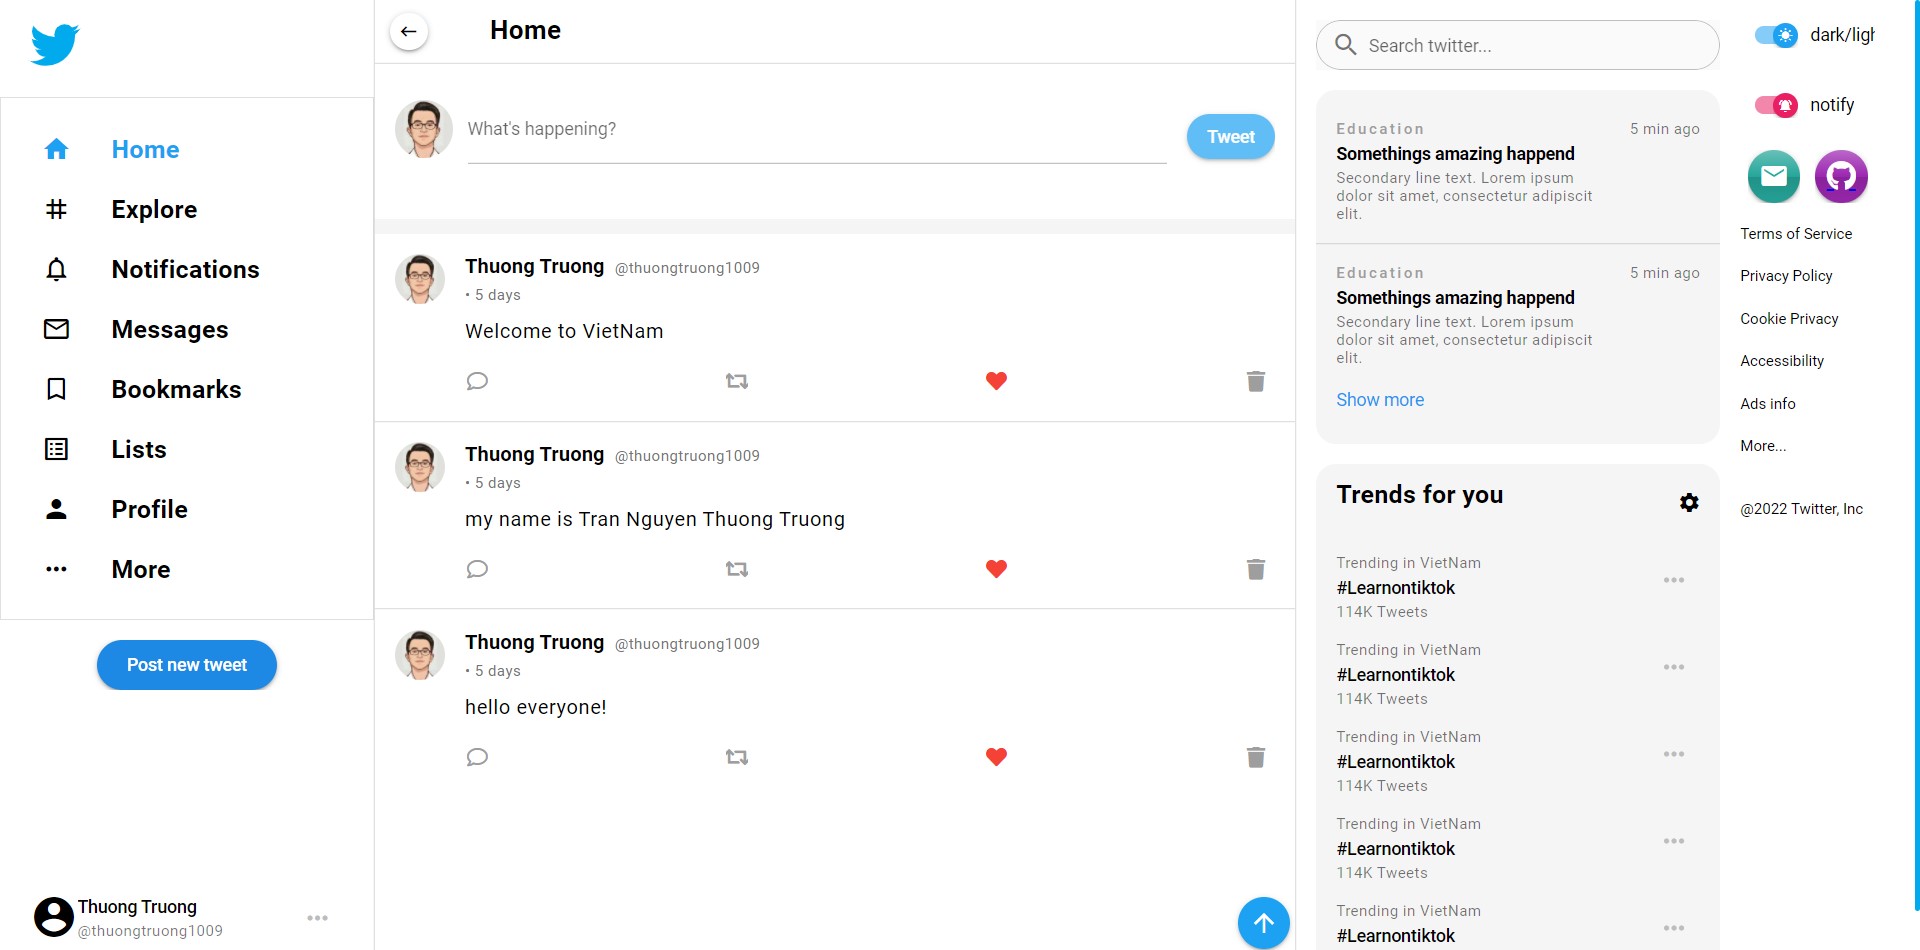 Home
Explore
Notifications
Messages
Bookmarks
Lists
Profile
More
Post new tweet
Thuong Truong
@thuongtruong1009
Home
What's happening?
Tweet
Thuong Truong @thuongtruong1009
• 5 days
Welcome to VietNam
Thuong Truong @thuongtruong1009
• 5 days
my name is Tran Nguyen Thuong Truong
Thuong Truong @thuongtruong1009
• 5 days
hello everyone!
Search twitter...
Education 5 min ago
Somethings amazing happend
Secondary line text. Lorem ipsum
dolor sit amet, consectetur adipiscit
elit.
Education 5 min ago
Somethings amazing happend
Secondary line text. Lorem ipsum
dolor sit amet, consectetur adipiscit
elit.
Show more
Trends for you
Trending in VietNam
#Learnontiktok
114K Tweets
Trending in VietNam
#Learnontiktok
114K Tweets
Trending in VietNam
#Learnontiktok
114K Tweets
Trending in VietNam
#Learnontiktok
114K Tweets
Trending in VietNam
#Learnontiktok
dark/ligh
notify
Terms of Service
Privacy Policy
Cookie Privacy
Accessibility
Ads info
More...
@2022 Twitter, Inc